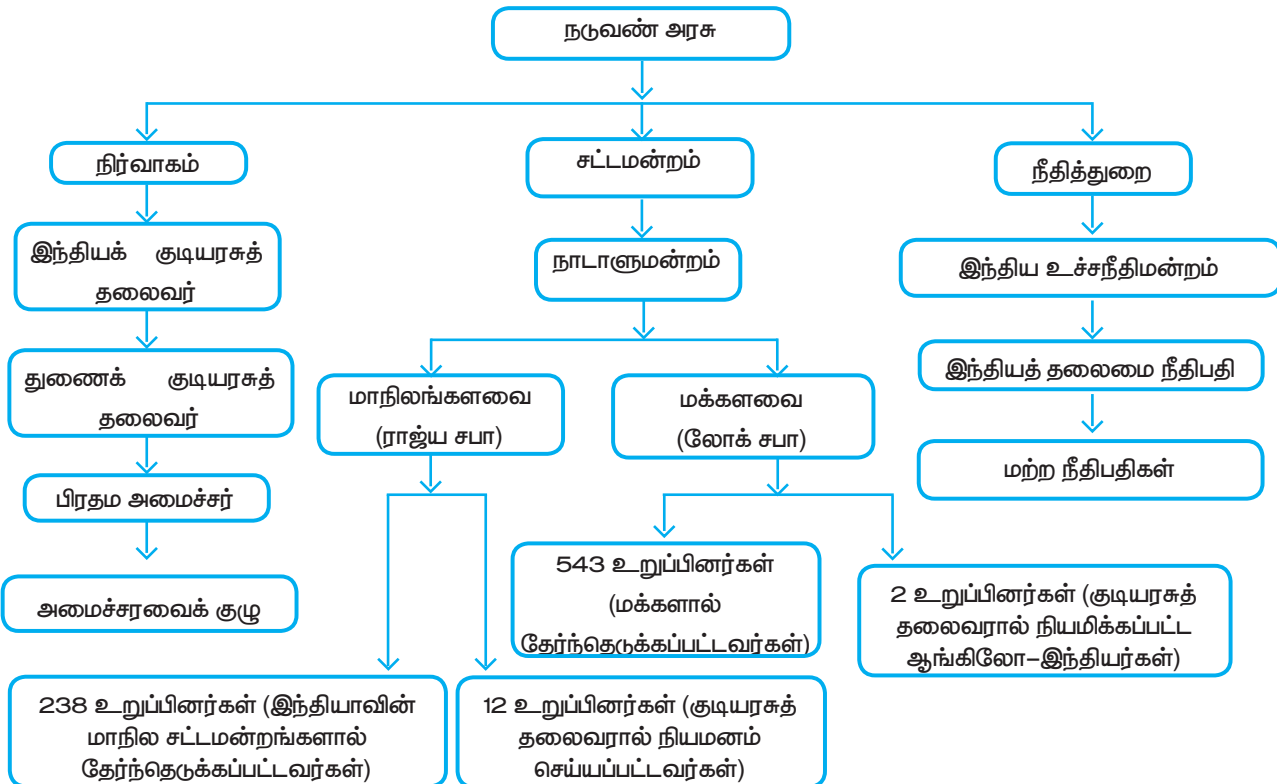 நடுவண் அரசு
நிர்வாகம்
சட்டமன்றம்
நீதித்துறை
இந்தியக் குடியரசுத்
தலைவர்
நாடாளுமன்றம்
இந்திய உச்சநீதிமன்றம்
துணைக் குடியரசுத்
தலைவர்
மாநிலங்களவை
(ராஜ்ய சபா)
மக்களவை
(லோக் சபா)
இந்தியத் தலைமை நீதிபதி
பிரதம அமைச்சர்
மற்ற நீதிபதிகள்
அமைச்சரவைக் குழு
543 உறுப்பினர்கள்
(மக்களால்
தேர்ந்தெடுக்கப்பட்டவர்கள்)
2 உறுப்பினர்கள் (குடியரசுத்
தலைவரால் நியமிக்கப்பட்ட
ஆங்கிலோ–இந்தியர்கள்)
238 உறுப்பினர்கள் (இந்தியாவின்
மாநில சட்டமன்றங்களால்
தேர்ந்தெடுக்கப்பட்டவர்கள்)
12 உறுப்பினர்கள் (குடியரசுத்
தலைவரால் நியமனம்
செய்யப்பட்டவர்கள்)